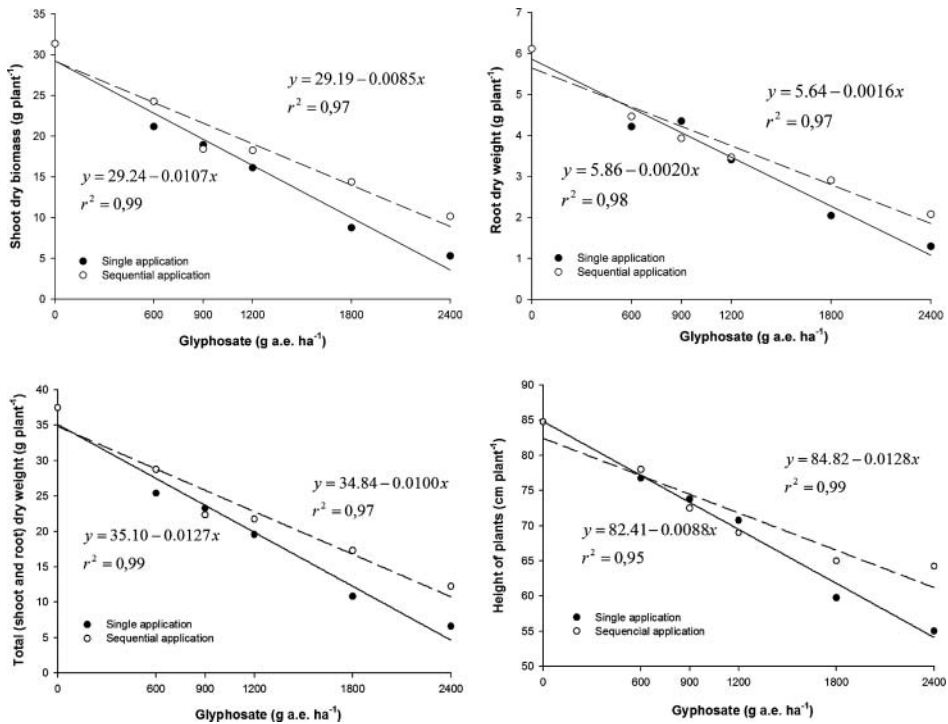 Shoot dry biomass (g plant⁻¹)
35
30
25
20
15
10
5
0
y = 29.19 – 0.0085x
r² = 0,97
y = 29.24 – 0.0107x
r² = 0,99
Single application
Sequential application
0 600 900 1200 1800 2400
Glyphosate (g a.e. ha⁻¹)
Root dry weight (g plant⁻¹)
7
6
5
4
3
2
1
0
y = 5.64 – 0.0016x
r² = 0,97
y = 5.86 – 0.0020x
r² = 0,98
Single application
Sequential application
0 600 900 1200 1800 2400
Glyphosate (g a.e. ha⁻¹)
Total (shoot and root) dry weight (g plant⁻¹)
40
35
30
25
20
15
10
5
0
y = 34.84 – 0.0100x
r² = 0,97
y = 35.10 – 0.0127x
r² = 0,99
Single application
Sequential application
0 600 900 1200 1800 2400
Glyphosate (g a.e. ha⁻¹)
Height of plants (cm plant⁻¹)
90
85
80
75
70
65
60
55
50
y = 84.82 – 0.0128x
r² = 0,99
y = 82.41 – 0.0088x
r² = 0,95
Single application
Sequencial application
0 600 900 1200 1800 2400
Glyphosate (g a.e. ha⁻¹)